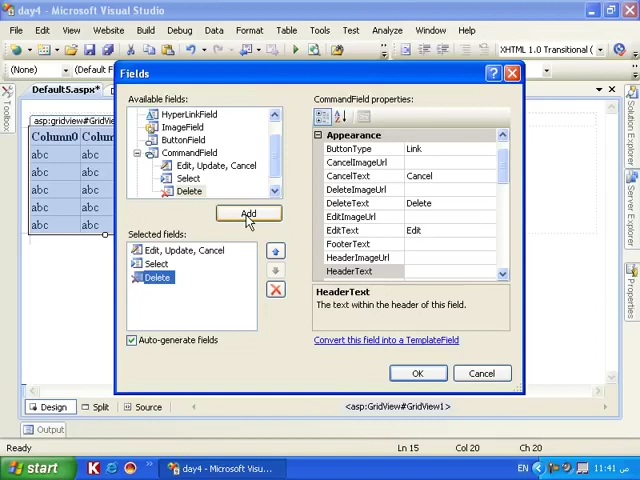 day4 - Microsoft Visual Studio
File Edit View Website Build Debug Format Layout Tools Test Analyze Window Help
XHTML 1.0 Transitional (
(None) (Default F
Default5.aspx*
asp:gridview#GridVie
Column0 Colu
abc abc
abc abc
abc abc
abc abc
abc abc
Toolbox
Solution Explorer
Server Explorer
Properties
Fields
Available fields:
HyperLinkField
ImageField
ButtonField
CommandField
Edit, Update, Cancel
Select
Delete
Add
Selected fields:
Edit, Update, Cancel
Select
Delete
Auto-generate fields
CommandField properties:
Appearance
ButtonType Link
CancelImageUrl
CancelText Cancel
DeleteImageUrl
DeleteText Delete
EditImageUrl
EditText Edit
FooterText
HeaderImageUrl
HeaderText
HeaderText
The text within the header of this field.
Convert this field into a TemplateField
OK Cancel
Design Split Source <asp:GridView#GridView1>
Output
Ready Ln 15 Col 20 Ch 20
start day4 - Microsoft Visu... EN 11:41 ص